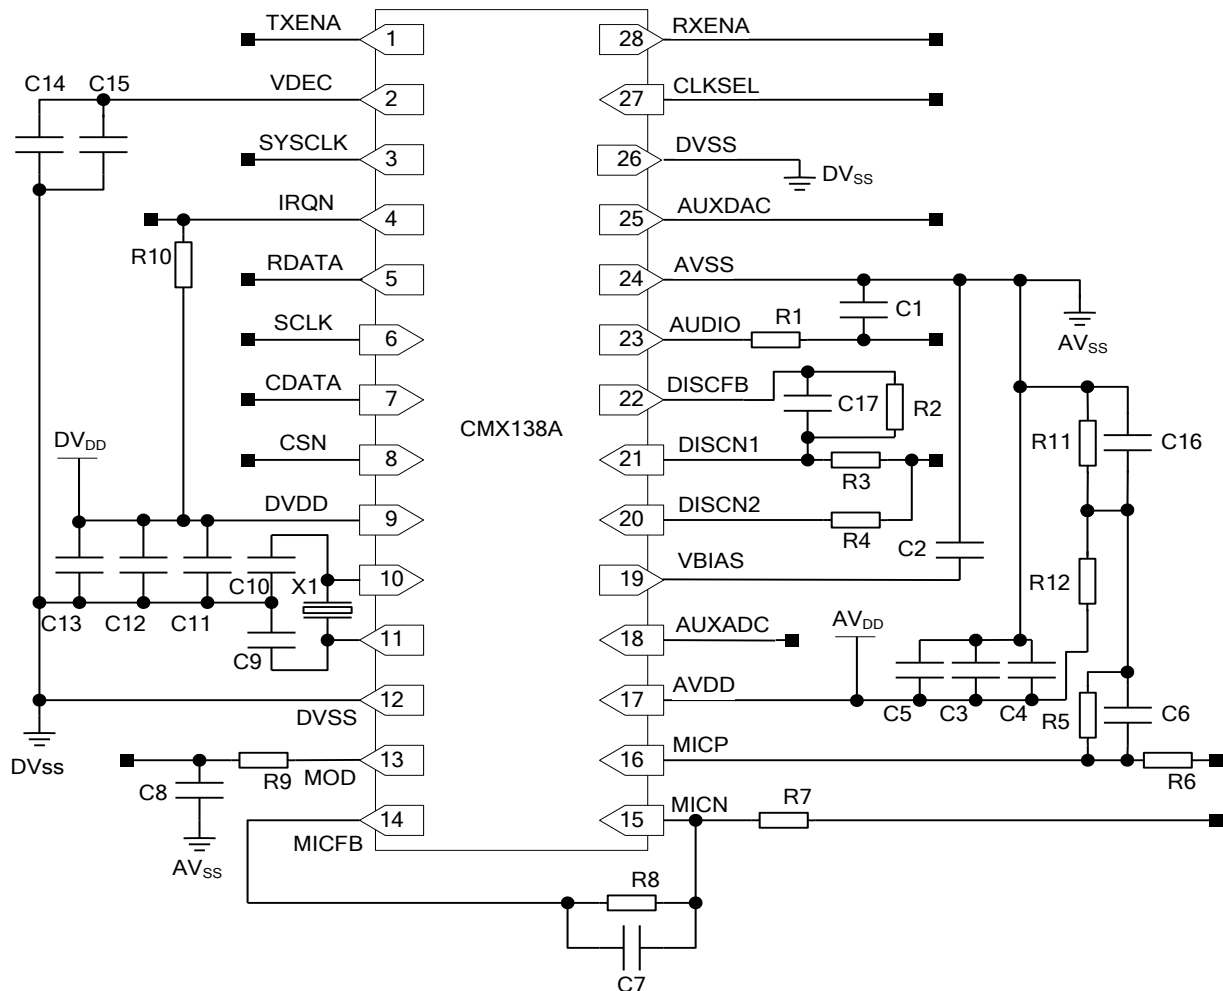 TXENA 1 28 RXENA
C14 C15 VDEC 2 27 CLKSEL
SYSCLK 3 26 DVSS DVSS
IRQN 4 25 AUXDAC
R10
RDATA 5 24 AVSS
C1 AVSS
SCLK 6 23 AUDIO R1
CDATA 7 22 DISCFB C17 R2
CMX138A
CSN 8 21 DISCN1 R3 R11 C16
DVDD
DVDD 9 20 DISCN2 R4
C2
10 19 VBIAS R12
C13 C12 C11 C10 X1
C9
11 18 AUXADC AVDD
12 17 AVDD C5 C3 C4 R5 C6
DVSS
DVss
13 16 MICP R6
C8 R9 MOD
14 15 MICN R7
MICFB
AVSS
R8
C7